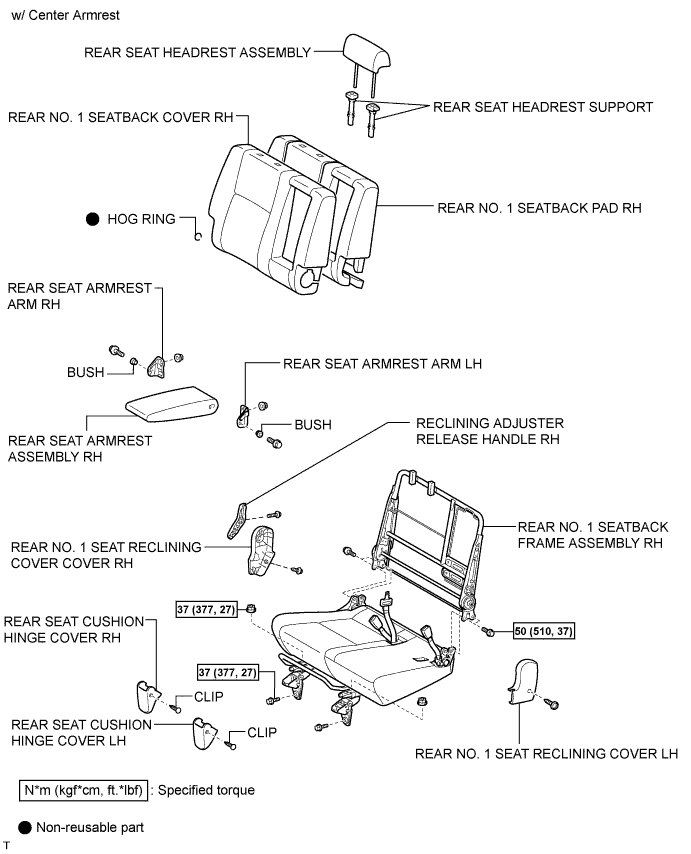 w/ Center Armrest
REAR SEAT HEADREST ASSEMBLY
REAR SEAT HEADREST SUPPORT
REAR NO. 1 SEATBACK COVER RH
REAR NO. 1 SEATBACK PAD RH
HOG RING
REAR SEAT ARMREST
ARM RH
BUSH
REAR SEAT ARMREST ARM LH
BUSH
REAR SEAT ARMREST
ASSEMBLY RH
RECLINING ADJUSTER
RELEASE HANDLE RH
REAR NO. 1 SEATBACK
FRAME ASSEMBLY RH
REAR NO. 1 SEAT RECLINING
COVER COVER RH
37 (377, 27)
50 (510, 37)
REAR SEAT CUSHION
HINGE COVER RH
37 (377, 27)
CLIP
REAR SEAT CUSHION
HINGE COVER LH
CLIP
REAR NO. 1 SEAT RECLINING COVER LH
N*m (kgf*cm, ft.*lbf) : Specified torque
Non-reusable part
T